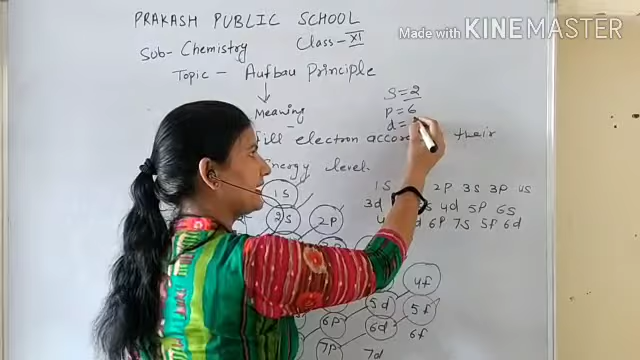 Made with KINEMASTER
PRAKASH PUBLIC SCHOOL
Sub- Chemistry Class - XI
Topic - Aufbau Principle
Meaning
fill electron their
Energy level.
S = 2
P = 6
d =
1S 2P 3S 3P 4S
3d 4d 5P 6S
6P 7S 5f 6d
1S
2S 2P
4f
5d 5f
6P 6d 6f
7P 7d